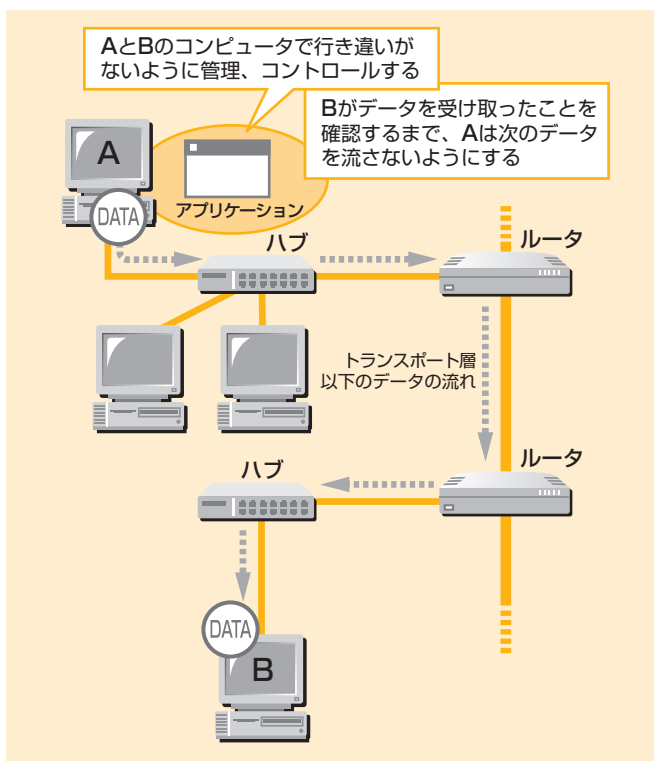 AとBのコンピュータで行き違いが
ないように管理、コントロールする
Bがデータを受け取ったことを
確認するまで、Aは次のデータ
を流さないようにする
A
DATA
アプリケーション
ハブ
ルータ
トランスポート層
以下のデータの流れ
ハブ
ルータ
DATA
B